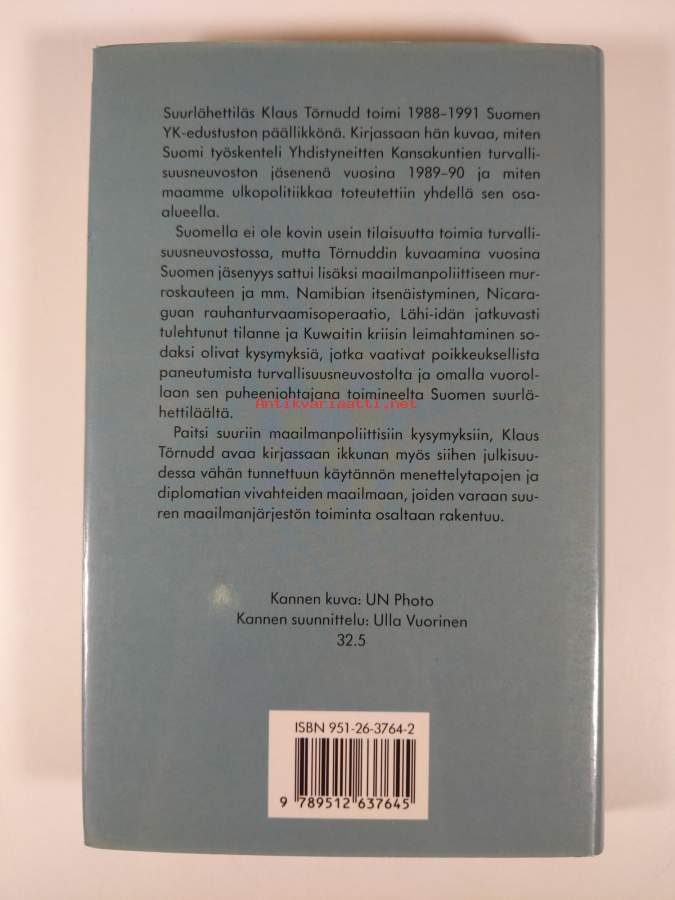 Suurlähettiläs Klaus Törnudd toimi 1988–1991 Suomen
YK-edustuston päällikkönä. Kirjassaan hän kuvaa, miten
Suomi työskenteli Yhdistyneitten Kansakuntien turvalli-
suusneuvoston jäsenenä vuosina 1989–90 ja miten
maamme ulkopolitiikkaa toteutettiin yhdellä sen osa-
alueella.
Suomella ei ole kovin usein tilaisuutta toimia turvalli-
suusneuvostossa, mutta Törnuddin kuvaamina vuosina
Suomen jäsenyys sattui lisäksi maailmanpoliittiseen mur-
roskauteen ja mm. Namibian itsenäistyminen, Nicara-
guan rauhanturvaamisoperaatio, Lähi-idän jatkuvasti
tulehtunut tilanne ja Kuwaitin kriisin leimahtaminen so-
daksi olivat kysymyksiä, jotka vaativat poikkeuksellista
paneutumista turvallisuusneuvostolta ja omalla vuorol-
laan sen puheenjohtajana toimineelta Suomen suurlä-
hettiläältä.
Antikvariaatti.net
Paitsi suuriin maailmanpoliittisiin kysymyksiin, Klaus
Törnudd avaa kirjassaan ikkunan myös siihen julkisuu-
dessa vähän tunnettuun käytännön menettelytapojen ja
diplomatian vivahteiden maailmaan, joiden varaan suu-
ren maailmanjärjestön toiminta osaltaan rakentuu.
Kannen kuva: UN Photo
Kannen suunnittelu: Ulla Vuorinen
32.5
ISBN 951-26-3764-2
9 789512 637645